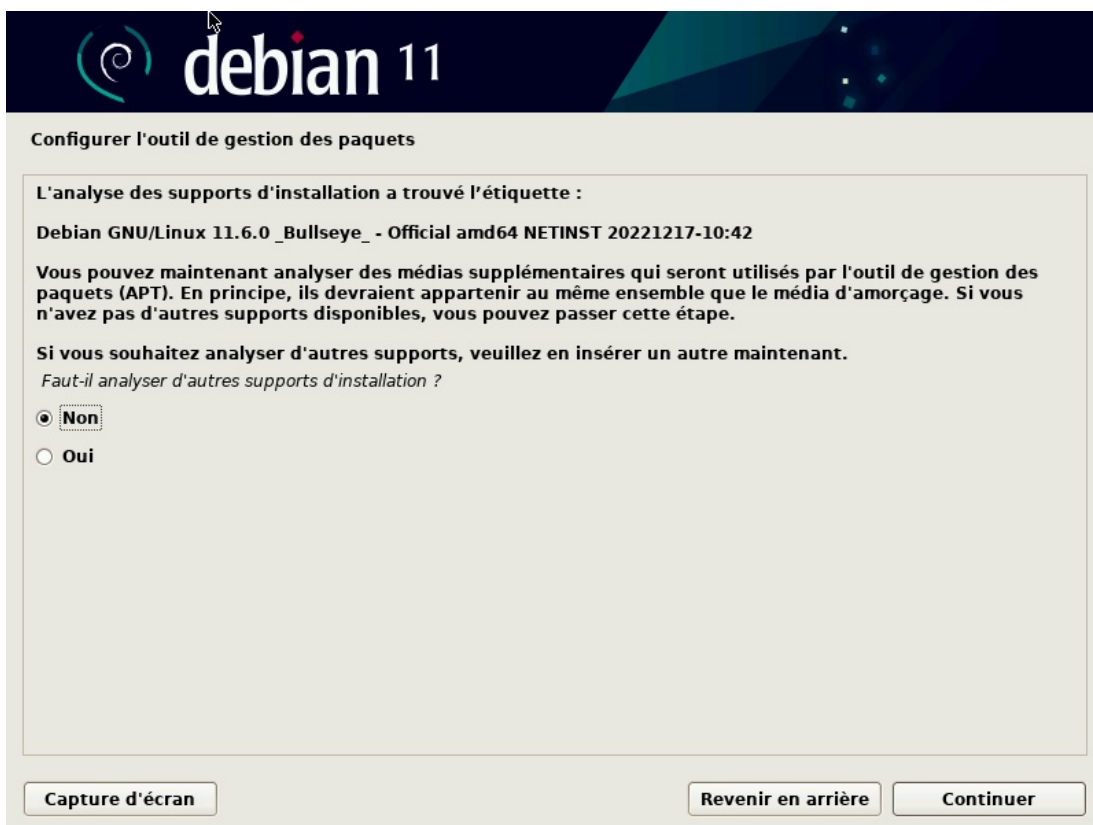 debian 11
Configurer l'outil de gestion des paquets
L'analyse des supports d'installation a trouvé l’étiquette :
Debian GNU/Linux 11.6.0 _Bullseye_ - Official amd64 NETINST 20221217-10:42
Vous pouvez maintenant analyser des médias supplémentaires qui seront utilisés par l'outil de gestion des
paquets (APT). En principe, ils devraient appartenir au même ensemble que le média d'amorçage. Si vous
n'avez pas d'autres supports disponibles, vous pouvez passer cette étape.
Si vous souhaitez analyser d'autres supports, veuillez en insérer un autre maintenant.
Faut-il analyser d'autres supports d'installation ?
Non
Oui
Capture d'écran
Revenir en arrière
Continuer